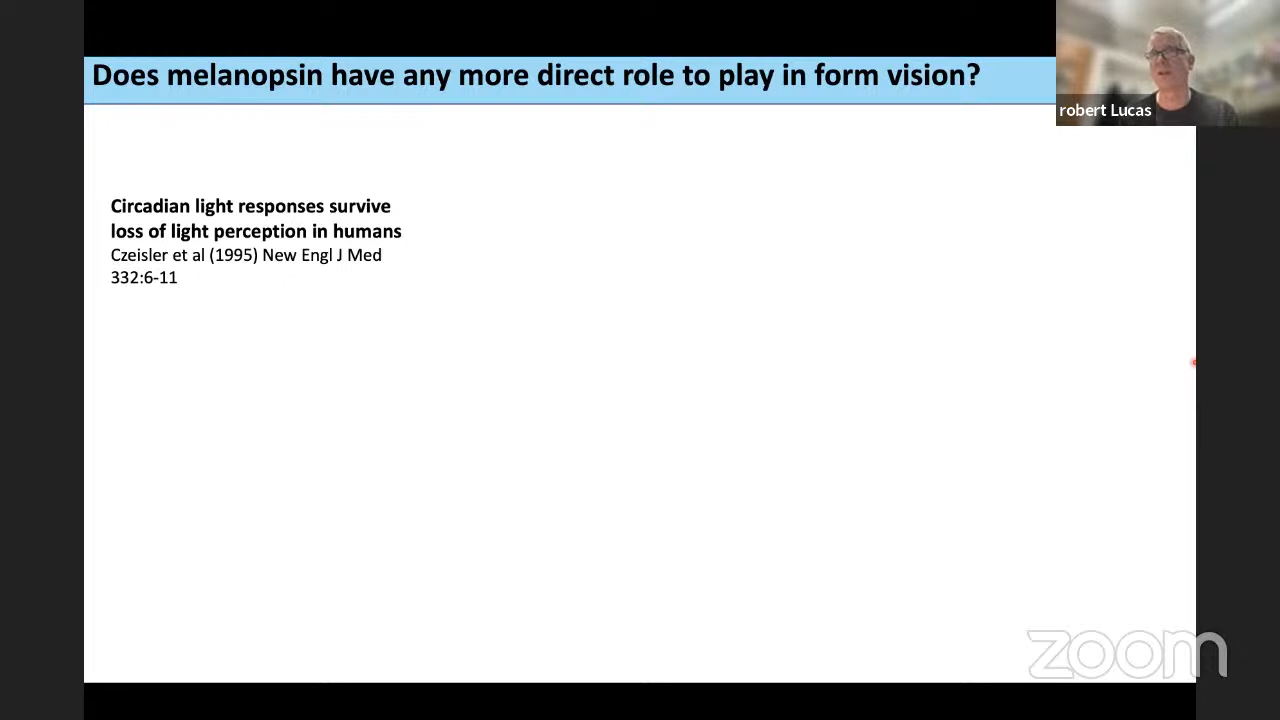 Does melanopsin have any more direct role to play in form vision?
robert Lucas
Circadian light responses survive
loss of light perception in humans
Czeisler et al (1995) New Engl J Med
332:6-11
zoom